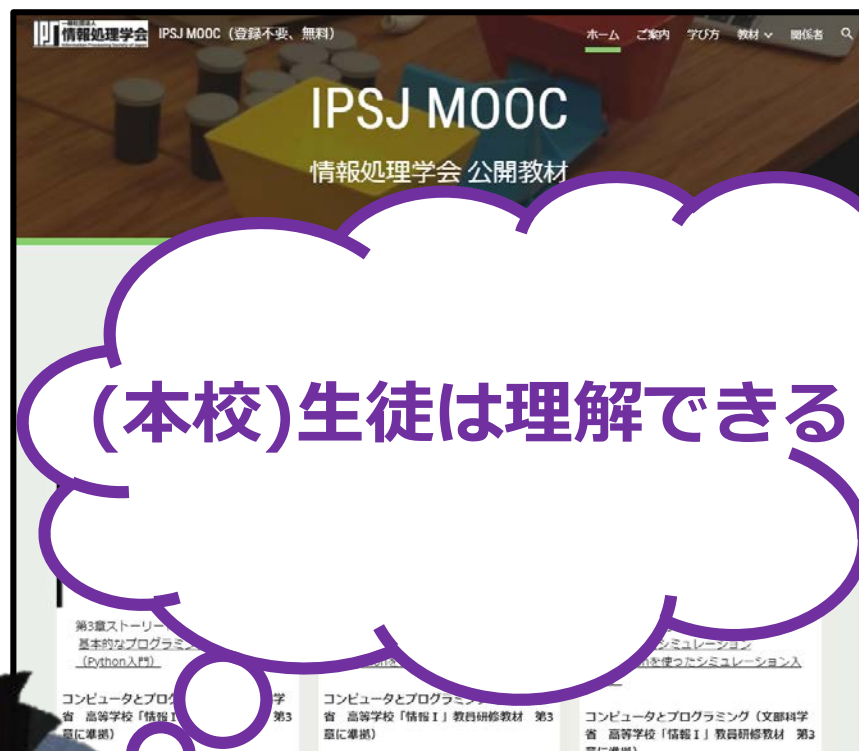 一般社団法人
情報処理学会
IPSJ MOOC（登録不要、無料）
ホーム ご案内 学び方 教材 関係者
IPSJ MOOC
情報処理学会 公開教材
(本校)生徒は理解できる
第3章ストーリー
基本的なプログラミン
（Python入門）
シミュレーション
を使ったシミュレーション入
コンピュータとプログ
学
省 高等学校「情報I
第3
章に準拠）
コンピュータとプログラミング
省 高等学校「情報I」教員研修教材 第3
章に準拠）
コンピュータとプログラミング（文部科学
省 高等学校「情報I」教員研修教材 第3
章に準拠）